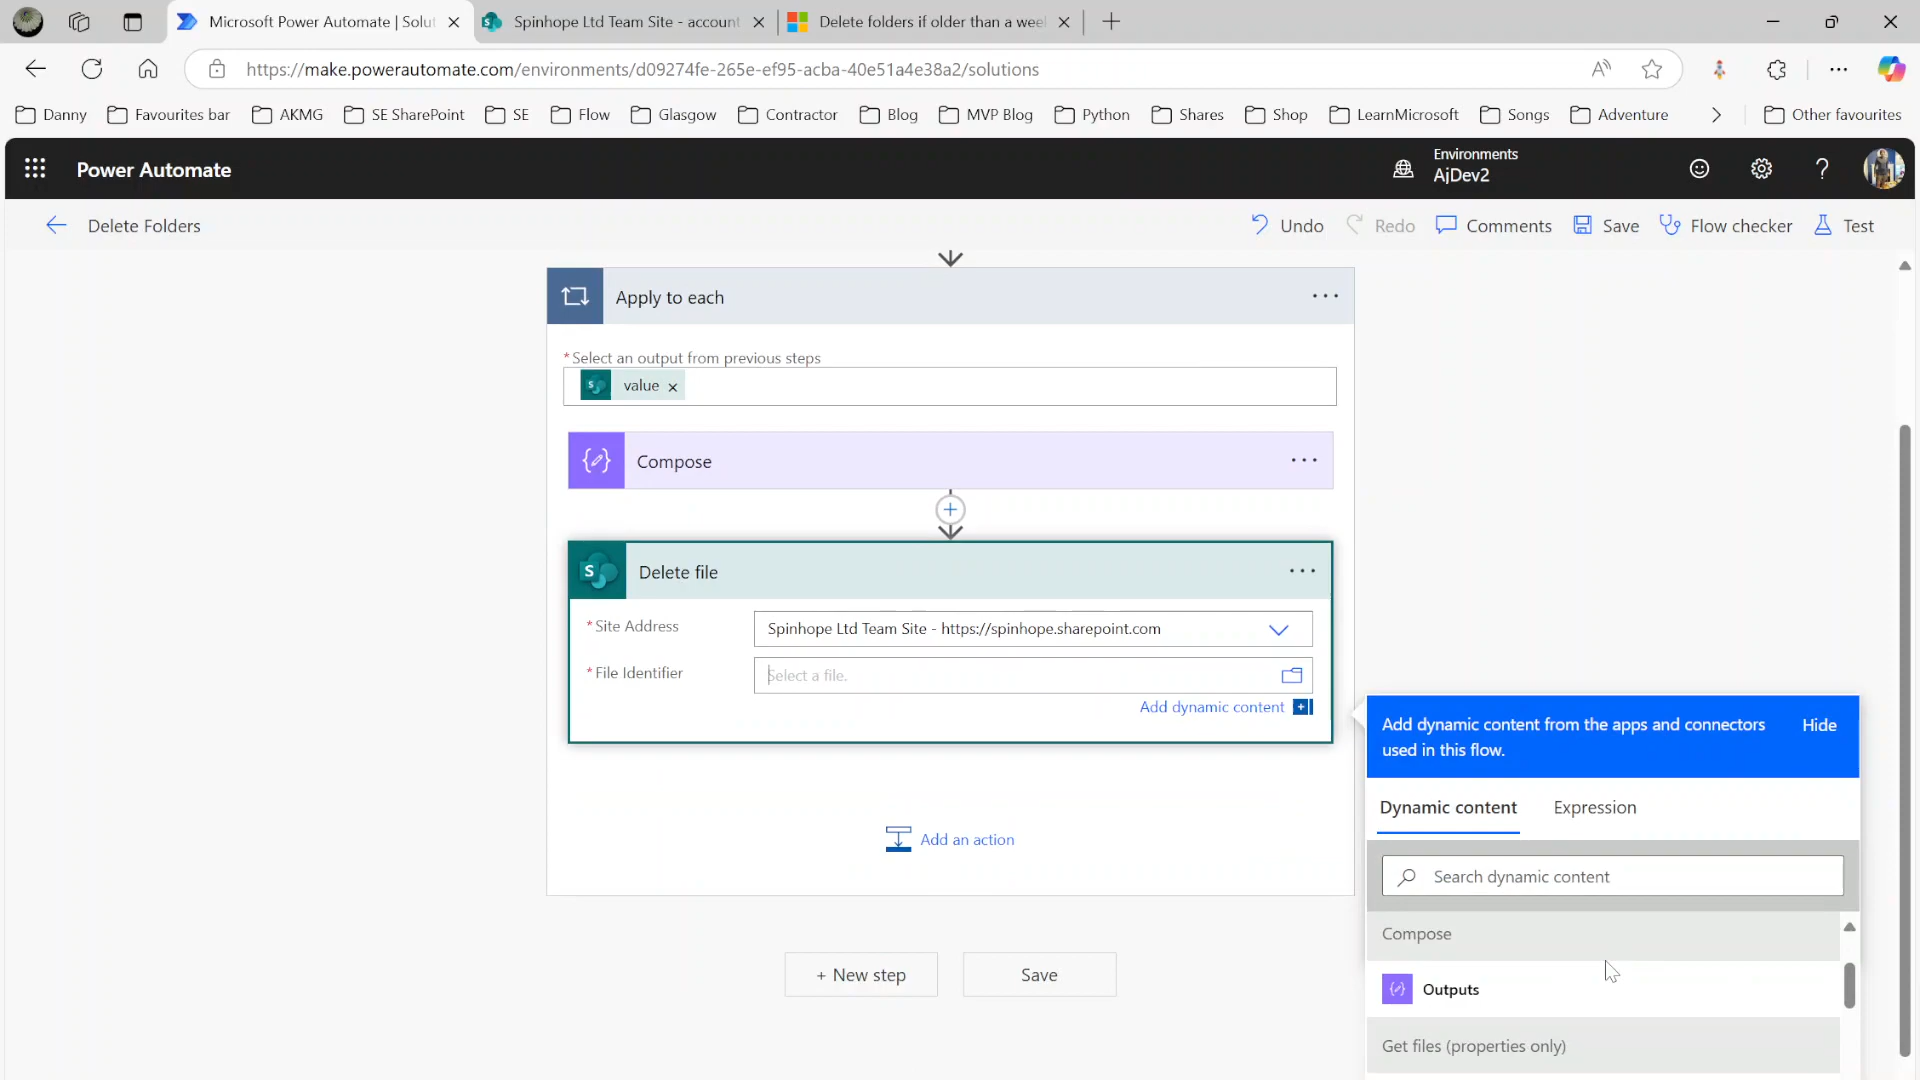 Microsoft Power Automate | Solut
Spinhope Ltd Team Site - account
Delete folders if older than a wee
https://make.powerautomate.com/environments/d09274fe-265e-ef95-acba-40e51a4e38a2/solutions
Danny
Favourites bar
AKMG
SE SharePoint
SE
Flow
Glasgow
Contractor
Blog
MVP Blog
Python
Shares
Shop
LearnMicrosoft
Songs
Adventure
Other favourites
Power Automate
Environments
AjDev2
Delete Folders
Undo
Redo
Comments
Save
Flow checker
Test
Apply to each
* Select an output from previous steps
value
Compose
Delete file
* Site Address
Spinhope Ltd Team Site - https://spinhope.sharepoint.com
* File Identifier
Select a file.
Add dynamic content
Add an action
+ New step
Save
Add dynamic content from the apps and connectors
used in this flow.
Hide
Dynamic content
Expression
Search dynamic content
Compose
Outputs
Get files (properties only)